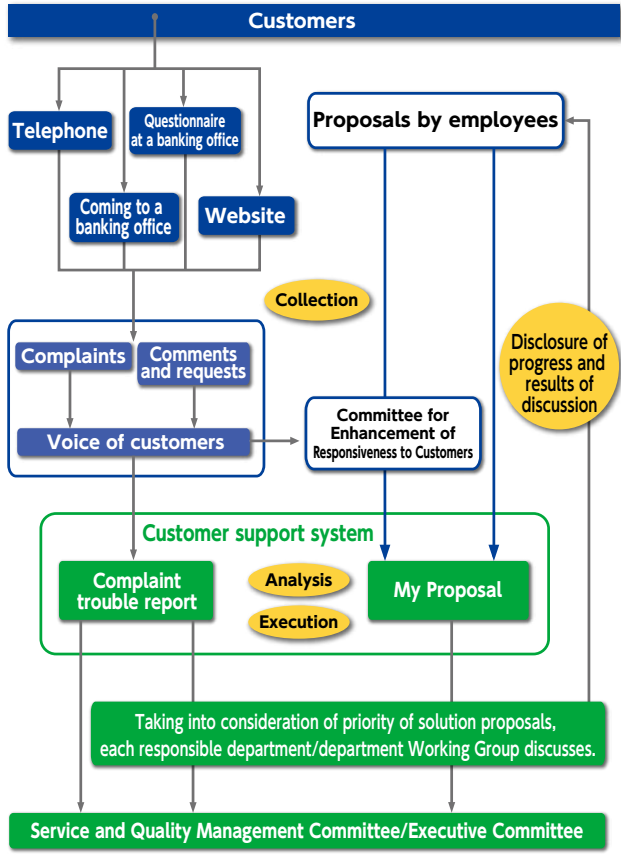 Customers
Telephone
Questionnaire
at a banking office
Coming to a
banking office
Website
Proposals by employees
Collection
Disclosure of
progress and
results of
discussion
Complaints
Comments
and requests
Voice of customers
Committee for
Enhancement of
Responsiveness to Customers
Customer support system
Complaint
trouble report
Analysis
Execution
My Proposal
Taking into consideration of priority of solution proposals,
each responsible department/department Working Group discusses.
Service and Quality Management Committee/Executive Committee